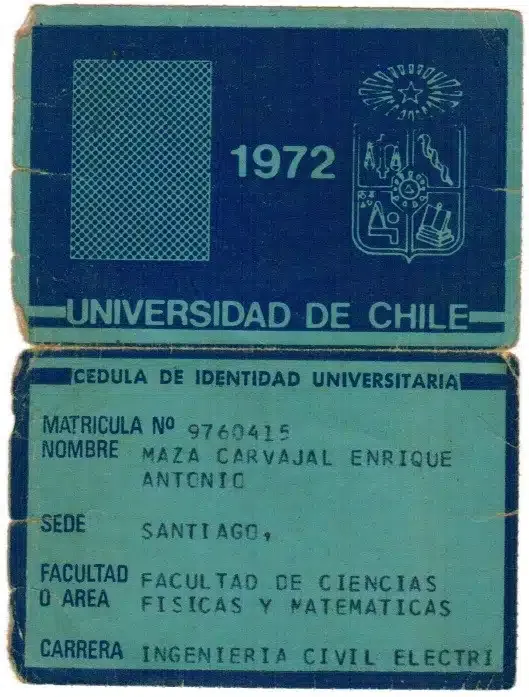 1972
UNIVERSIDAD DE CHILE
CEDULA DE IDENTIDAD UNIVERSITARIA
MATRICULA Nº 9760415
NOMBRE MAZA CARVAJAL ENRIQUE
ANTONIO
SEDE SANTIAGO,
FACULTAD FACULTAD DE CIENCIAS
O AREA FISICAS Y MATEMATICAS
CARRERA INGENIERIA CIVIL ELECTRI